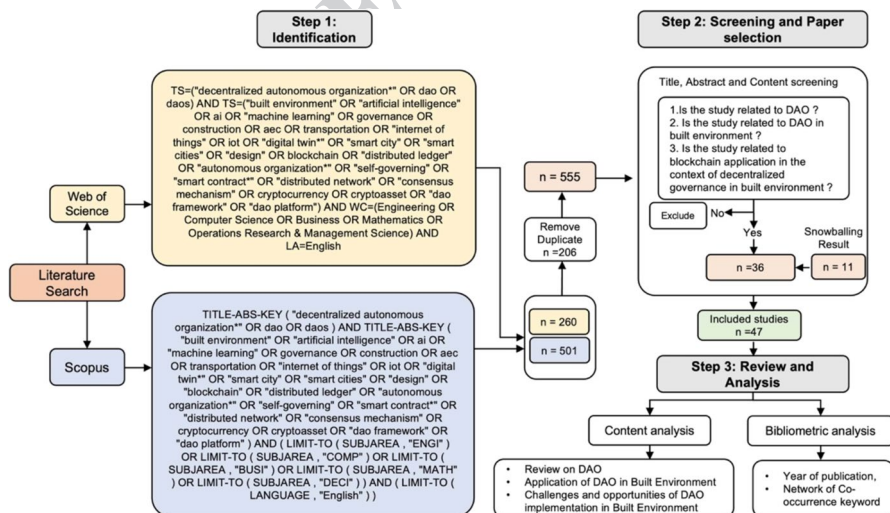 Step 1:
Identification
TS=("decentralized autonomous organization*" OR dao OR
daos) AND TS=("built environment" OR "artificial intelligence"
OR ai OR "machine learning" OR governance OR
construction OR aec OR transportation OR "internet of
things" OR iot OR "digital twin*" OR "smart city" OR "smart
cities" OR "design" OR blockchain OR "distributed ledger" OR
"autonomous organization*" OR "self-governing" OR
"smart contract*" OR "distributed network" OR "consensus
mechanism" OR cryptocurrency OR cryptoasset OR "dao
framework" OR "dao platform") AND WC=(Engineering OR
Computer Science OR Business OR Mathematics OR
Operations Research & Management Science) AND
LA=English
Web of
Science
Literature
Search
Scopus
TITLE-ABS-KEY ( "decentralized autonomous
organization*" OR dao OR daos ) AND TITLE-ABS-KEY (
"built environment" OR "artificial intelligence" OR ai OR
"machine learning" OR governance OR construction OR aec
OR transportation OR "internet of things" OR iot OR "digital
twin*" OR "smart city" OR "smart cities" OR "design" OR
"blockchain" OR "distributed ledger" OR "autonomous
organization*" OR "self-governing" OR "smart contract*" OR
"distributed network" OR "consensus mechanism" OR
cryptocurrency OR cryptoasset OR "dao framework" OR
"dao platform" ) AND ( LIMIT-TO ( SUBJAREA , "ENGI" )
OR LIMIT-TO ( SUBJAREA , "COMP" ) OR LIMIT-TO (
SUBJAREA , "BUSI" ) OR LIMIT-TO ( SUBJAREA , "MATH" )
OR LIMIT-TO ( SUBJAREA , "DECI" ) ) AND ( LIMIT-TO (
LANGUAGE , "English" ) )
n = 555
Remove
Duplicate
n =206
n = 260
n = 501
Step 2: Screening and Paper
selection
Title, Abstract and Content screening
1.Is the study related to DAO ?
2. Is the study related to DAO in
built environment ?
3. Is the study related to
blockchain application in the
context of decentralized
governance in built environment ?
Exclude
No
Yes
Snowballing
Result
n =36
n = 11
Included studies
n =47
Step 3: Review and
Analysis
Content analysis
Bibliometric analysis
• Review on DAO
• Application of DAO in Built Environment
• Challenges and opportunities of DAO
implementation in Built Environment
• Year of publication,
• Network of Co-
occurrence keyword